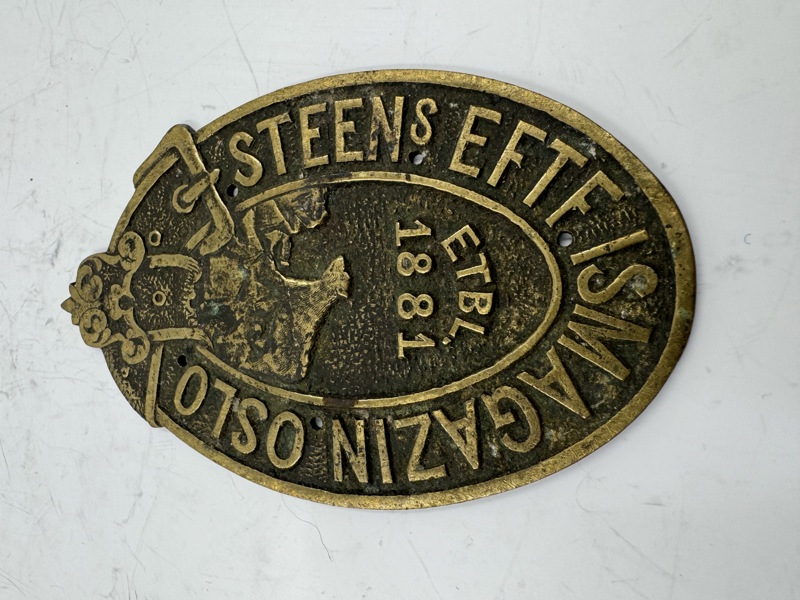 STEENS EFTF ISMAGAZIN OSLO
ETBL.
1881